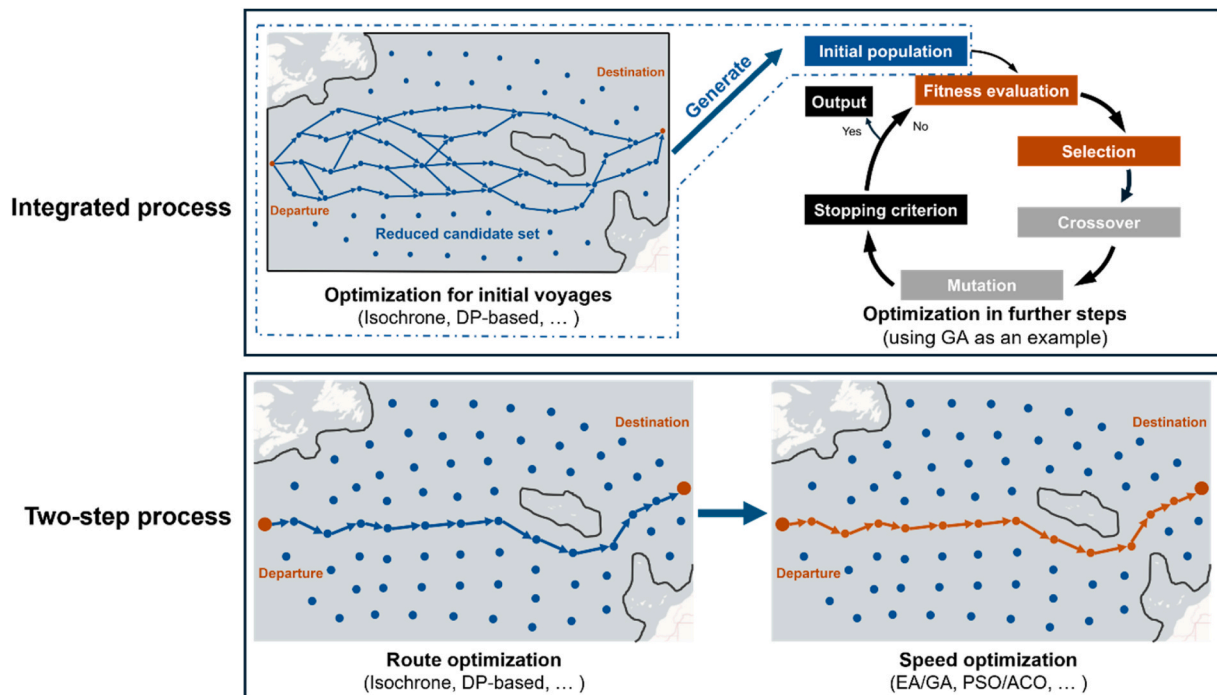 Integrated process
Destination
Departure
Reduced candidate set
Optimization for initial voyages
(Isochrone, DP-based, … )
Generate
Initial population
Fitness evaluation
Output
Yes
No
Selection
Stopping criterion
Crossover
Mutation
Optimization in further steps
(using GA as an example)
Two-step process
Destination
Departure
Route optimization
(Isochrone, DP-based, … )
Destination
Departure
Speed optimization
(EA/GA, PSO/ACO, … )